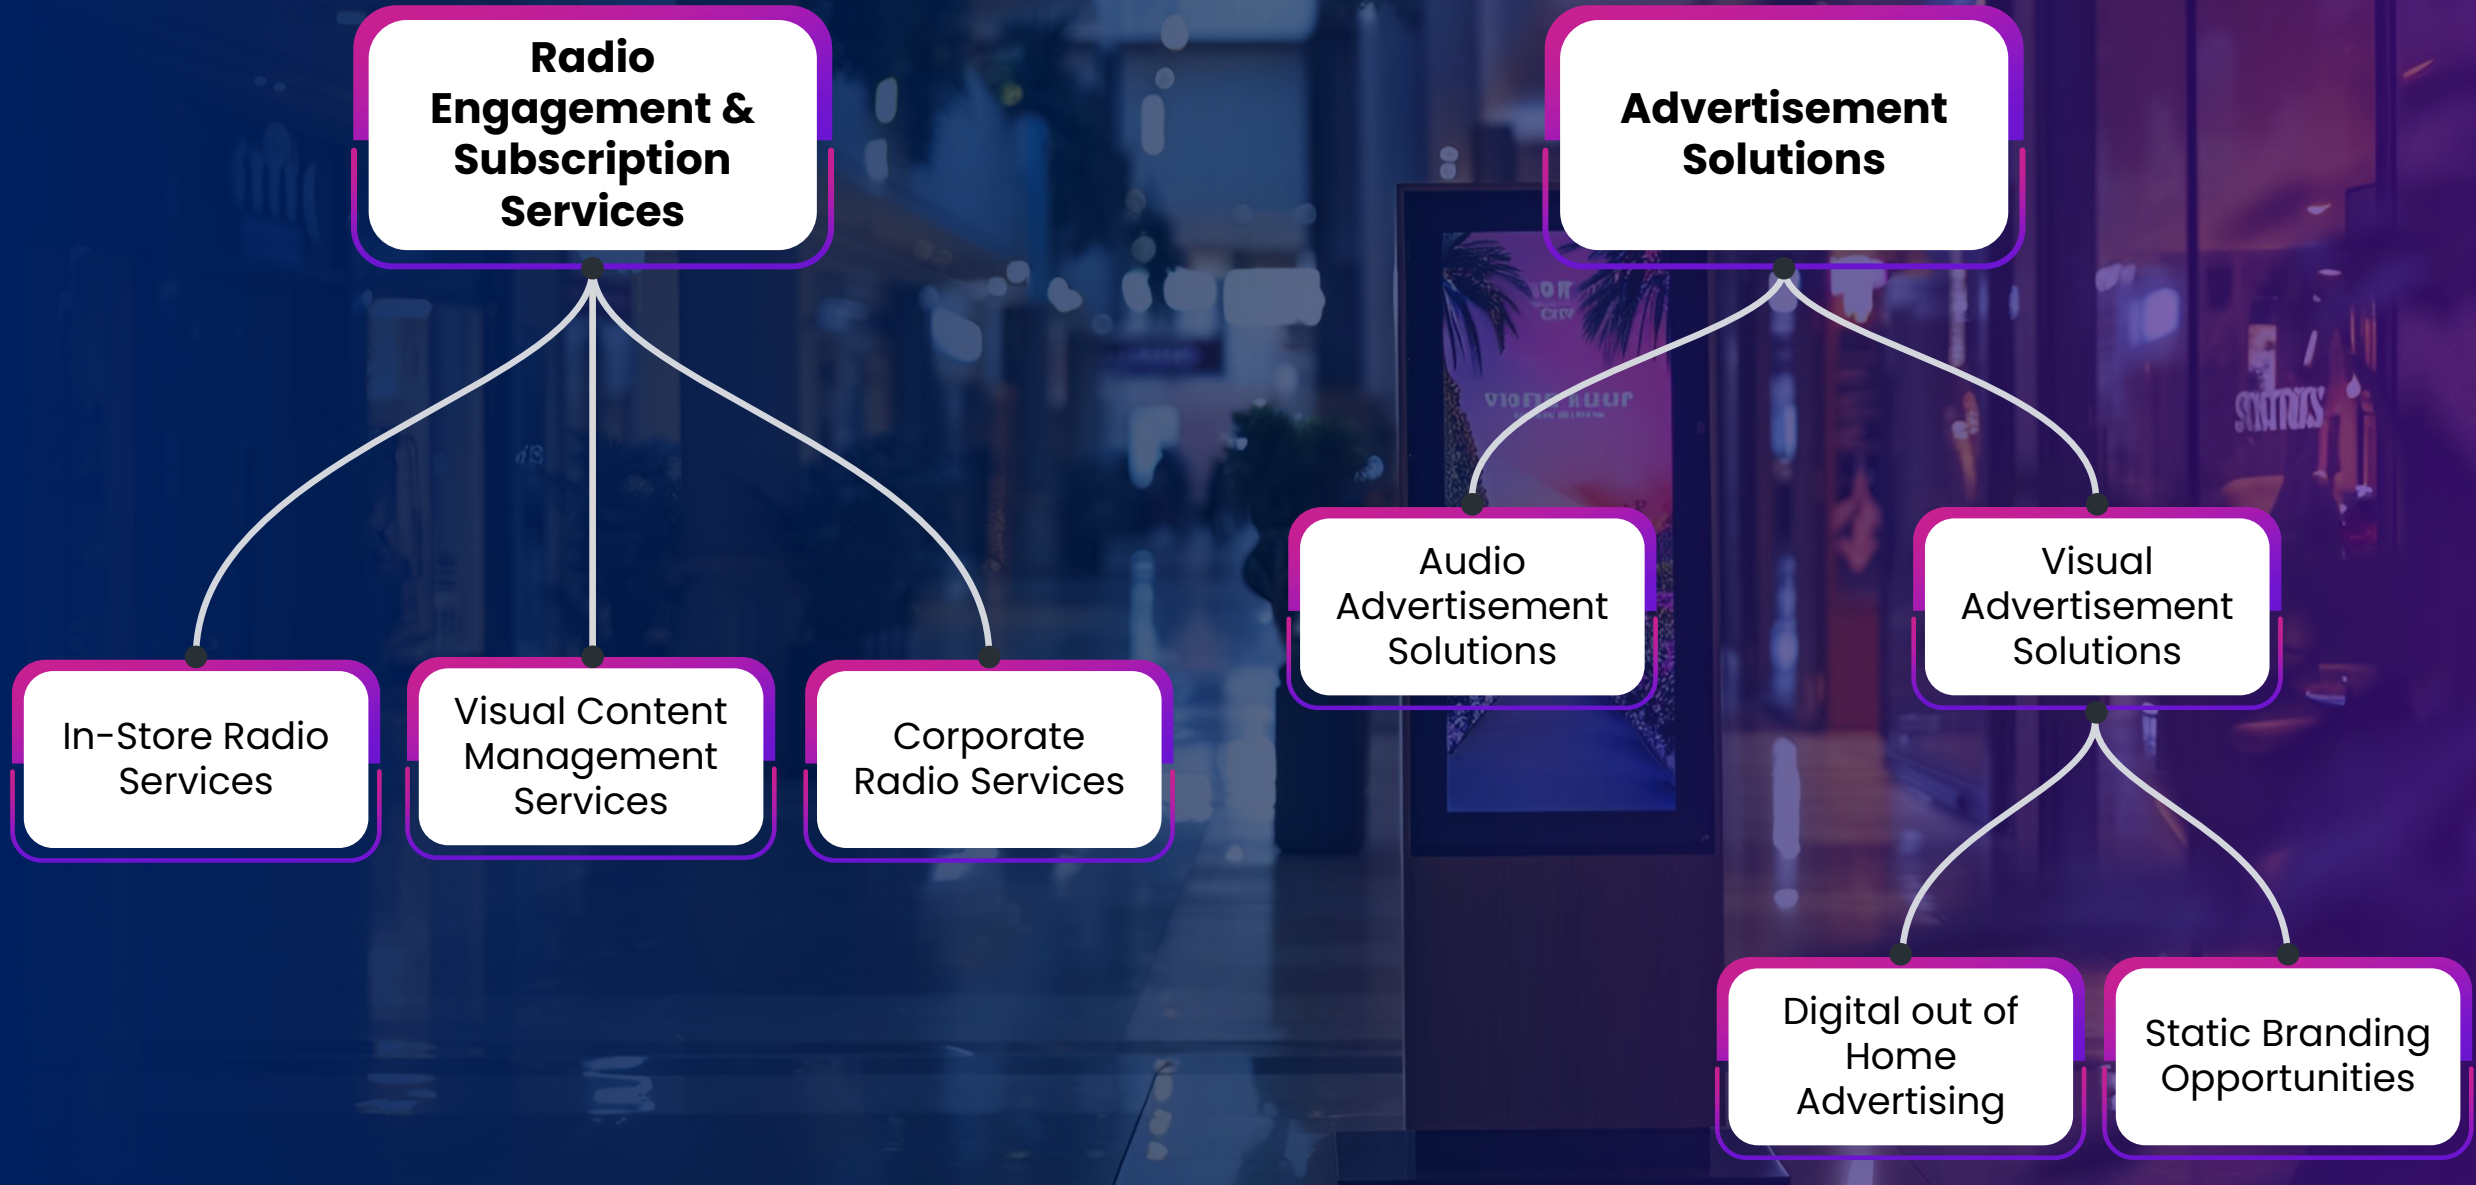 Radio
Engagement &
Subscription
Services
Advertisement
Solutions
In-Store Radio
Services
Visual Content
Management
Services
Corporate
Radio Services
Audio
Advertisement
Solutions
Visual
Advertisement
Solutions
Digital out of
Home
Advertising
Static Branding
Opportunities